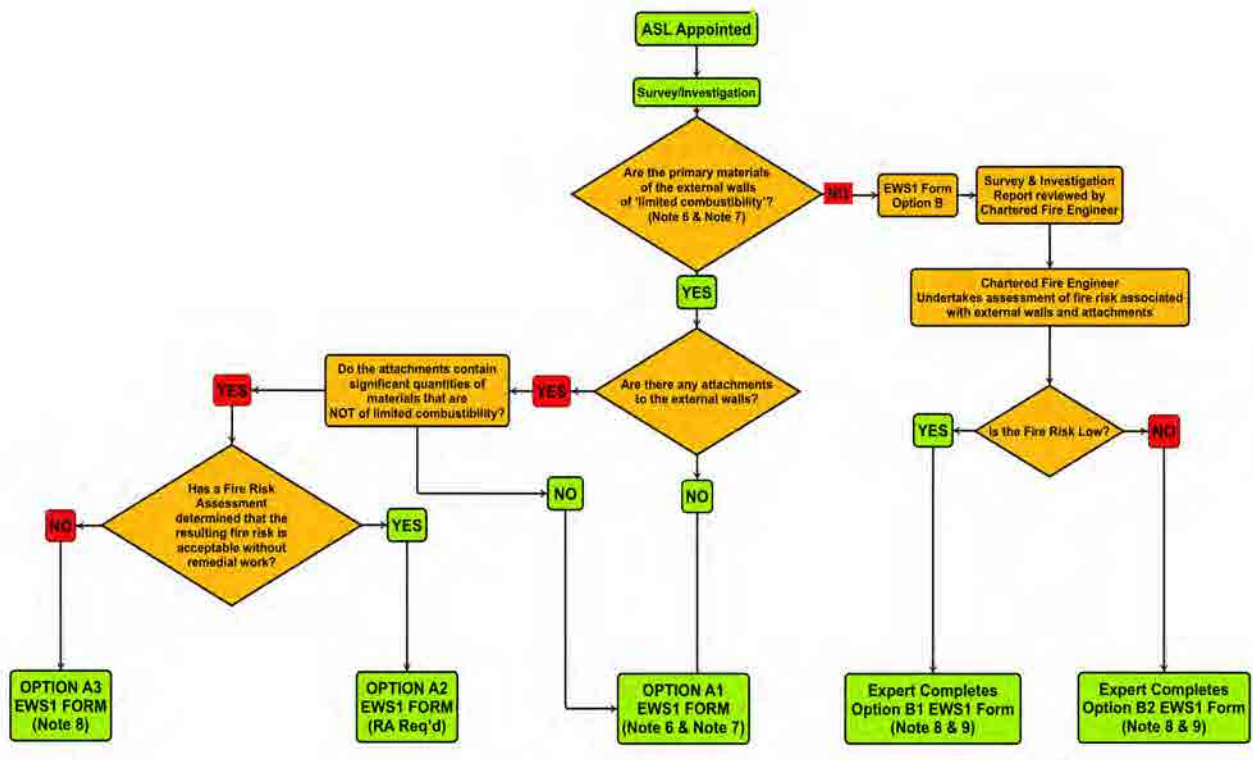 ASL Appointed
Survey/Investigation
Are the primary materials
of the external walls
of 'limited combustibility'?
(Note 6 & Note 7)
NO
EWS1 Form
Option B
Survey & Investigation
Report reviewed by
Chartered Fire Engineer
YES
Chartered Fire Engineer
Undertakes assessment of fire risk associated
with external walls and attachments
Are there any attachments
to the external walls?
YES
Do the attachments contain
significant quantities of
materials that are
NOT of limited combustibility?
YES
NO
NO
Is the Fire Risk Low?
YES
NO
Has a Fire Risk
Assessment
determined that the
resulting fire risk is
acceptable without
remedial work?
NO
YES
OPTION A3
EWS1 FORM
(Note 8)
OPTION A2
EWS1 FORM
(RA Req'd)
OPTION A1
EWS1 FORM
(Note 6 & Note 7)
Expert Completes
Option B1 EWS1 Form
(Note 8 & 9)
Expert Completes
Option B2 EWS1 Form
(Note 8 & 9)